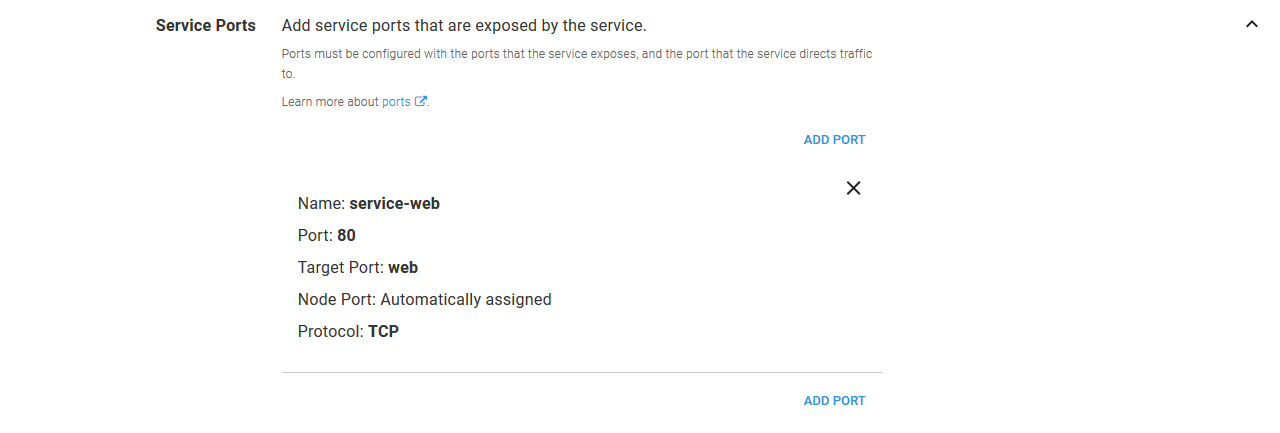 Service Ports Add service ports that are exposed by the service.
Ports must be configured with the ports that the service exposes, and the port that the service directs traffic
to.
Learn more about ports.
ADD PORT
Name: service-web
Port: 80
Target Port: web
Node Port: Automatically assigned
Protocol: TCP
ADD PORT